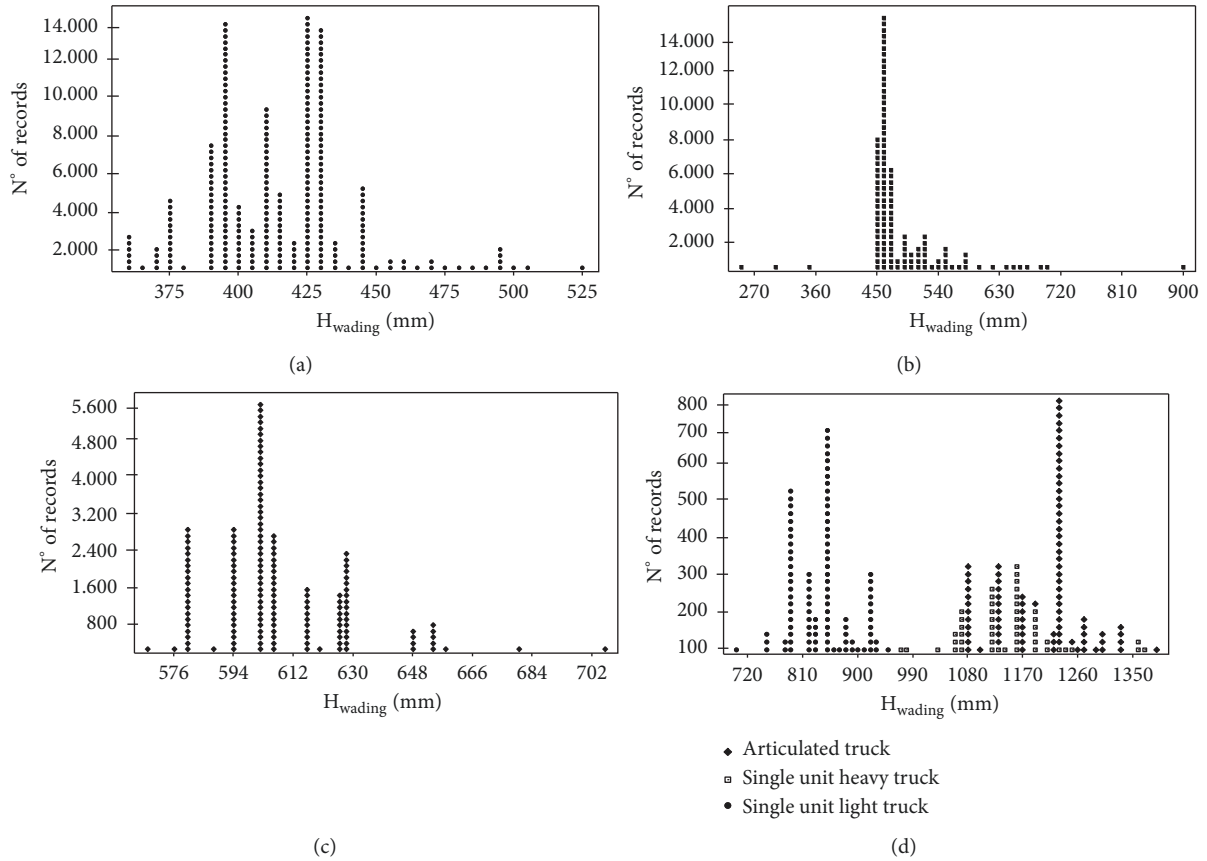 14.000
12.000
10.000
8.000
6.000
4.000
2.000
N° of records
375 400 425 450 475 500 525
H_wading (mm)
(a)
14.000
12.000
10.000
8.000
6.000
4.000
2.000
N° of records
270 360 450 540 630 720 810 900
H_wading (mm)
(b)
5.600
4.800
4.000
3.200
2.400
1.600
800
N° of records
576 594 612 630 648 666 684 702
H_wading (mm)
(c)
800
700
600
500
400
300
200
100
N° of records
720 810 900 990 1080 1170 1260 1350
H_wading (mm)
Articulated truck
Single unit heavy truck
Single unit light truck
(d)